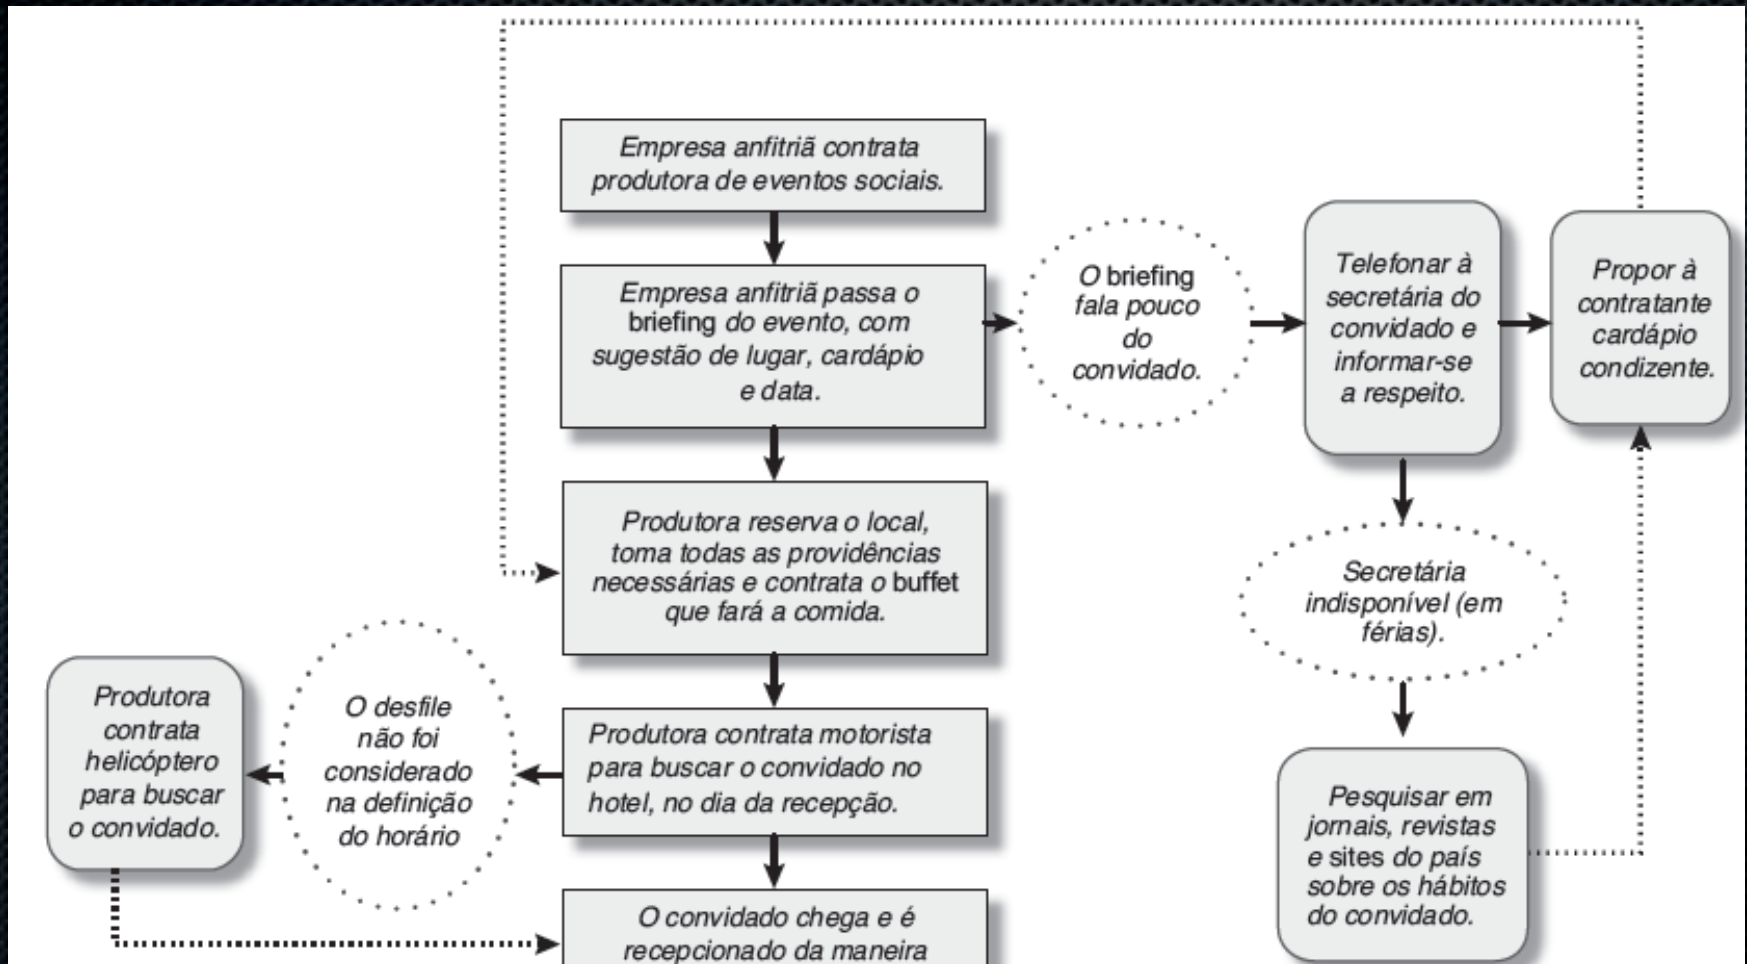 Empresa anfitriã contrata
produtora de eventos sociais.
Empresa anfitriã passa o
briefing do evento, com
sugestão de lugar, cardápio
e data.
O briefing
fala pouco
do
convidado.
Telefonar à
secretária do
convidado e
informar-se
a respeito.
Propor à
contratante
cardápio
condizente.
Produtora reserva o local,
toma todas as providências
necessárias e contrata o buffet
que fará a comida.
Secretária
indisponível (em
férias).
Produtora
contrata
helicóptero
para buscar
o convidado.
O desfile
não foi
considerado
na definição
do horário
Produtora contrata motorista
para buscar o convidado no
hotel, no dia da recepção.
Pesquisar em
jornais, revistas
e sites do país
sobre os hábitos
do convidado.
O convidado chega e é
recepcionado da maneira